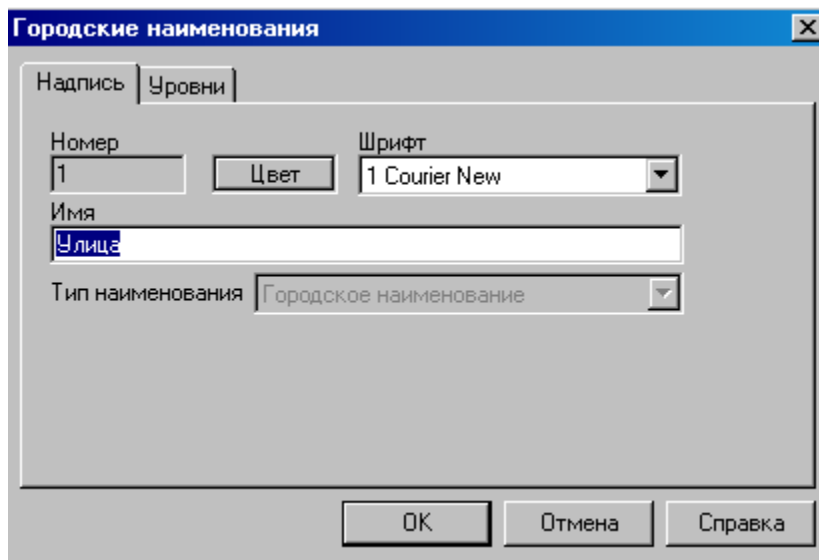 Городские наименования
Надпись Уровни
Номер Шрифт
1 Цвет 1 Courier New
Имя
Улица
Тип наименования Городское наименование
OK Отмена Справка